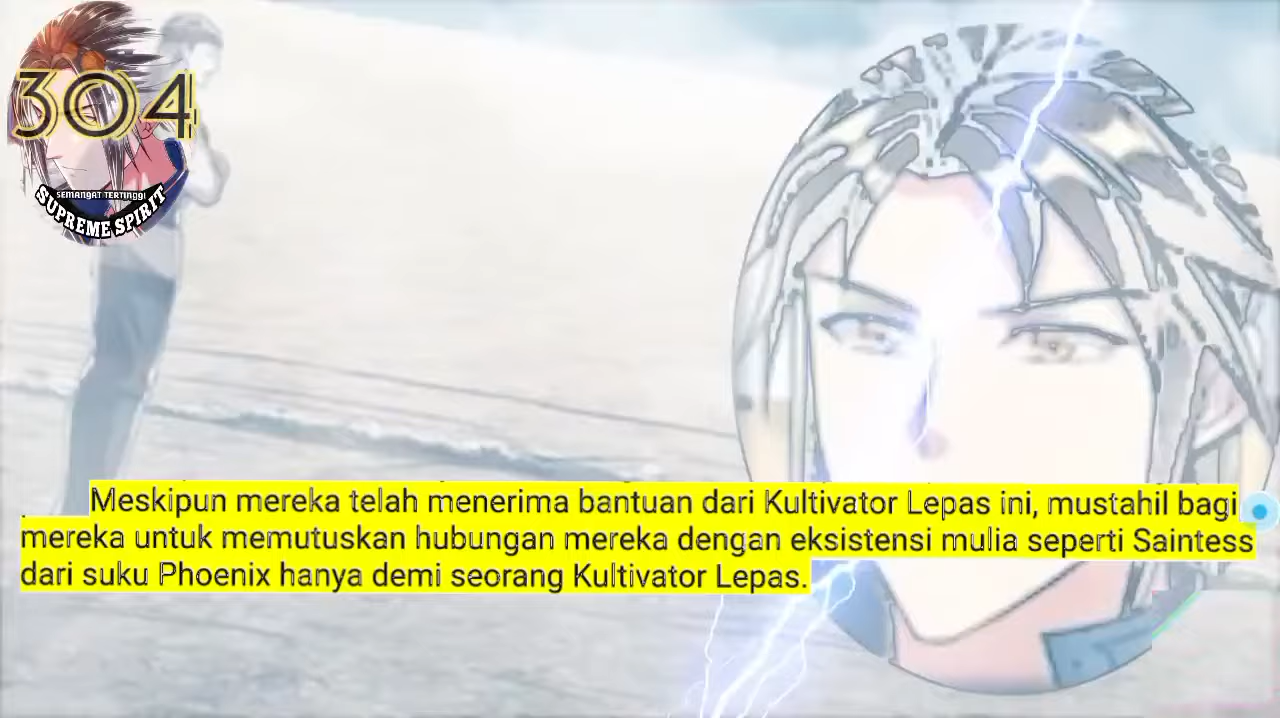 304
SEMANGAT TERTINGGI
SUPREME SPIRIT
Meskipun mereka telah menerima bantuan dari Kultivator Lepas ini, mustahil bagi
mereka untuk memutuskan hubungan mereka dengan eksistensi mulia seperti Saintess
dari suku Phoenix hanya demi seorang Kultivator Lepas.